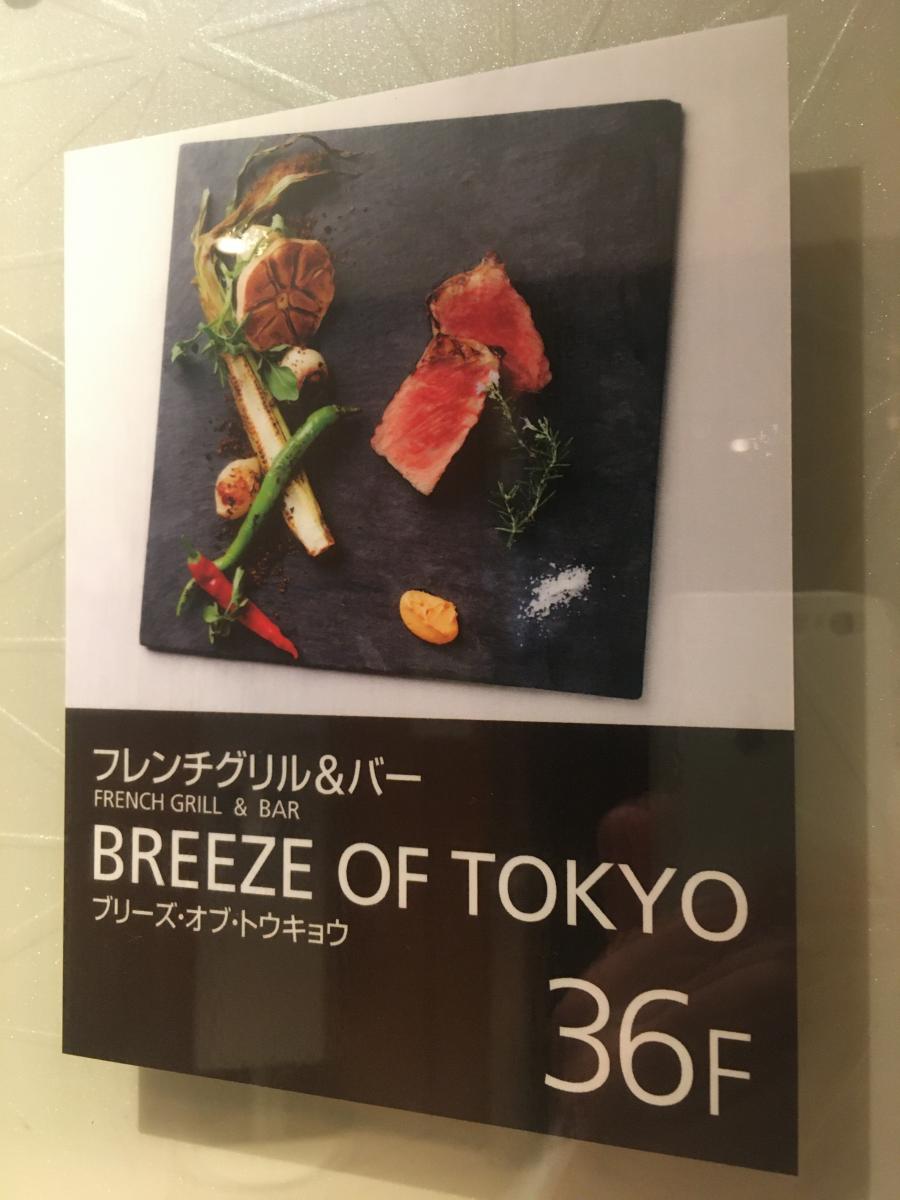 フレンチグリル&バー
FRENCH GRILL & BAR
BREEZE OF TOKYO
ブリーズ・オブ・トウキョウ
36F